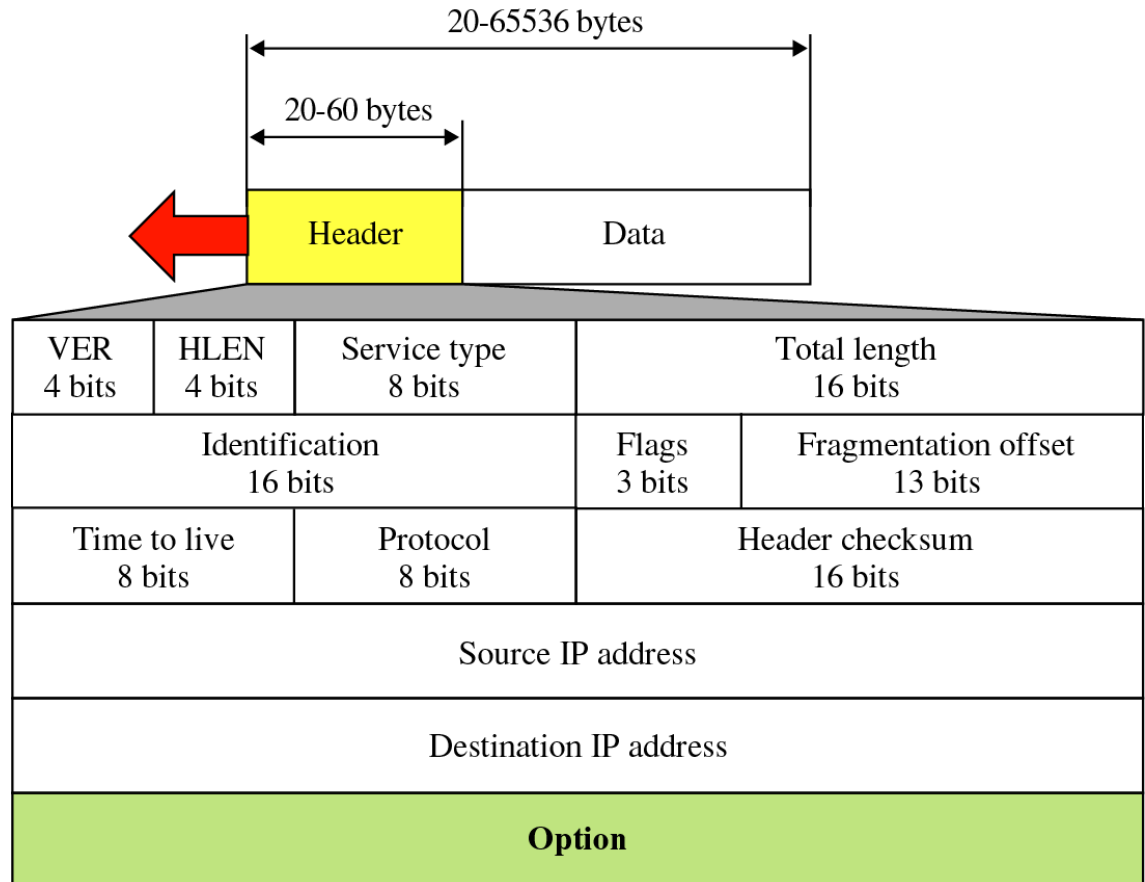 20-65536 bytes
20-60 bytes
Header
Data
VER
4 bits
HLEN
4 bits
Service type
8 bits
Total length
16 bits
Identification
16 bits
Flags
3 bits
Fragmentation offset
13 bits
Time to live
8 bits
Protocol
8 bits
Header checksum
16 bits
Source IP address
Destination IP address
Option